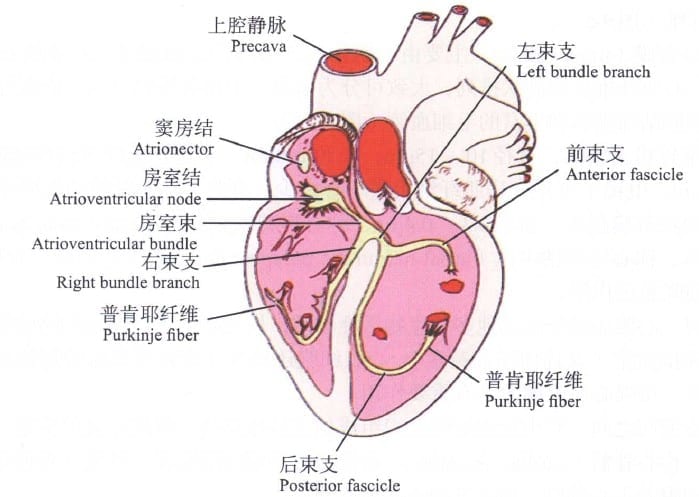 上腔静脉
Precava
左束支
Left bundle branch
窦房结
Atrionector
前束支
Anterior fascicle
房室结
Atrioventricular node
房室束
Atrioventricular bundle
右束支
Right bundle branch
普肯耶纤维
Purkinje fiber
普肯耶纤维
Purkinje fiber
后束支
Posterior fascicle